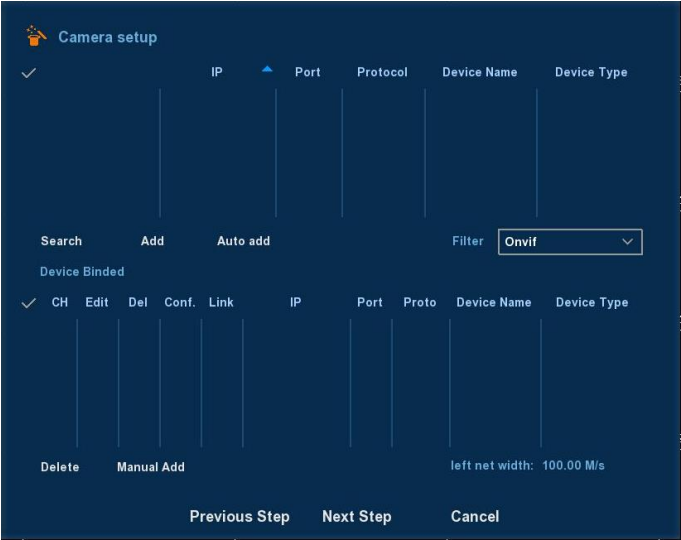 Camera setup
IP Port Protocol Device Name Device Type
Search Add Auto add Filter Onvif
Device Binded
CH Edit Del Conf. Link IP Port Proto Device Name Device Type
Delete Manual Add left net width: 100.00 M/s
Previous Step Next Step Cancel